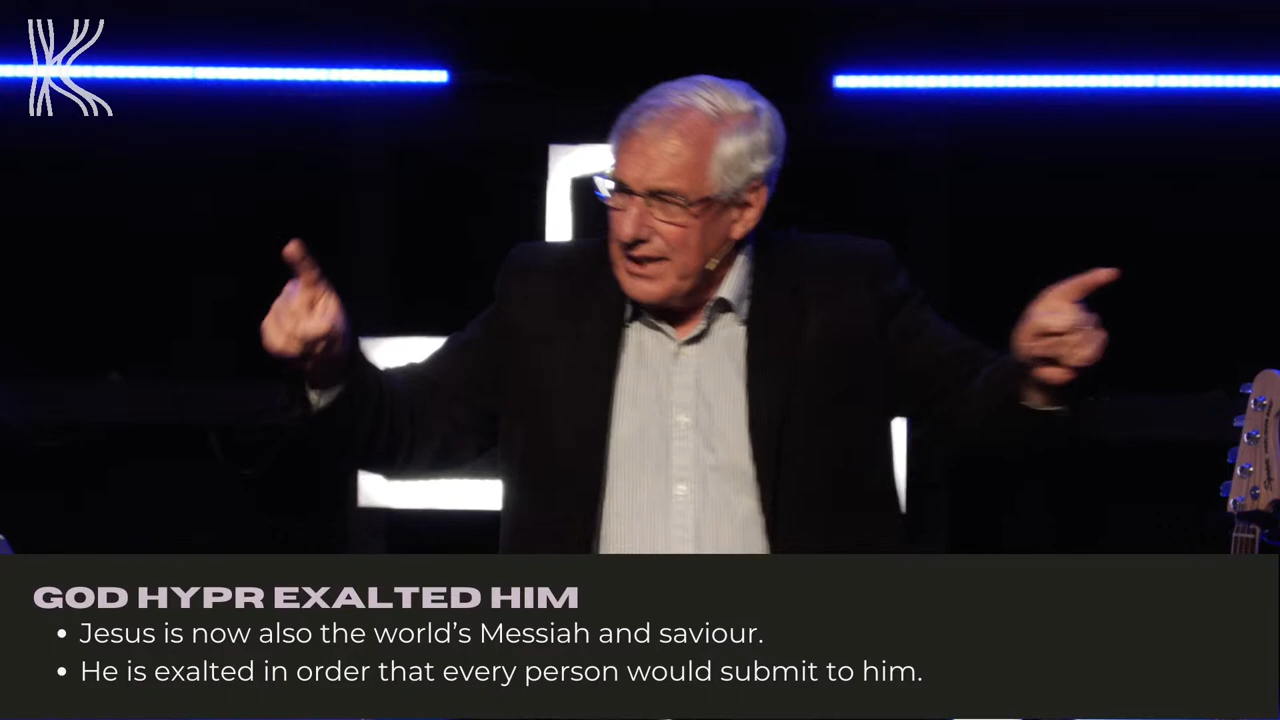 K
GOD HYPR EXALTED HIM
Jesus is now also the world's Messiah and saviour.
He is exalted in order that every person would submit to him.
Squier